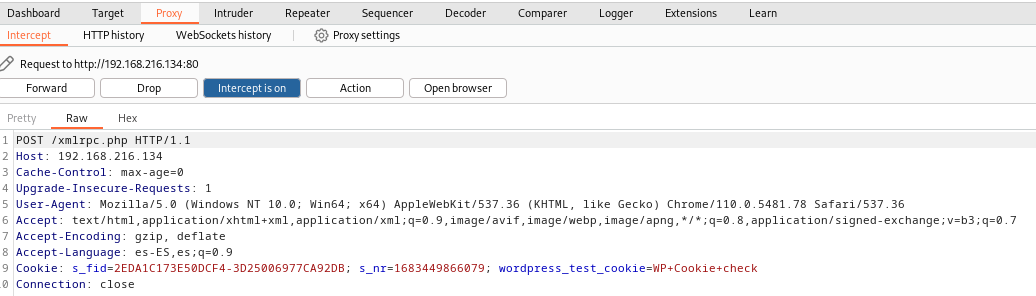 Dashboard Target Proxy Intruder Repeater Sequencer Decoder Comparer Logger Extensions Learn
Intercept HTTP history WebSockets history Proxy settings
Request to http://192.168.216.134:80
Forward Drop Intercept is on Action Open browser
Pretty Raw Hex
1 POST /xmlrpc.php HTTP/1.1
2 Host: 192.168.216.134
3 Cache-Control: max-age=0
4 Upgrade-Insecure-Requests: 1
5 User-Agent: Mozilla/5.0 (Windows NT 10.0; Win64; x64) AppleWebKit/537.36 (KHTML, like Gecko) Chrome/110.0.5481.78 Safari/537.36
6 Accept: text/html,application/xhtml+xml,application/xml;q=0.9,image/avif,image/webp,image/apng,*/*;q=0.8,application/signed-exchange;v=b3;q=0.7
7 Accept-Encoding: gzip, deflate
8 Accept-Language: es-ES,es;q=0.9
9 Cookie: s_fid=2EDA1C173E50DCF4-3D25006977CA92DB; s_nr=1683449866079; wordpress_test_cookie=WP+Cookie+check
0 Connection: close